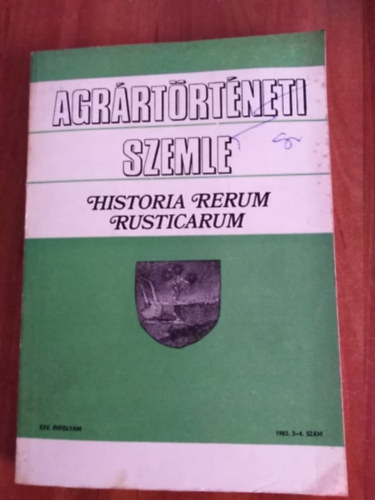 AGRÁRTÖRTÉNETI
SZEMLE
HISTORIA RERUM
RUSTICARUM
XXV. ÉVFOLYAM
1983. 3–4. SZÁM